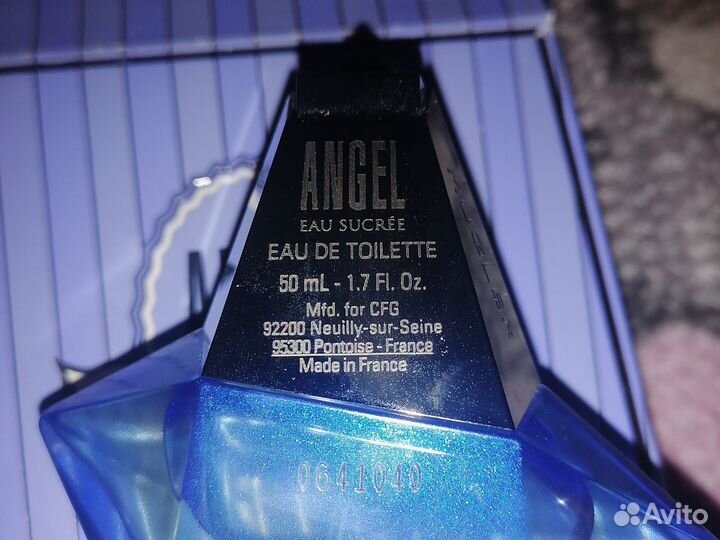 ANGEL
EAU SUCRÉE
EAU DE TOILETTE
50 mL - 1.7 Fl. Oz.
Mfd. for CFG
92200 Neuilly-sur-Seine
95300 Pontoise - France
Made in France
0641040
MUGLER
Avito